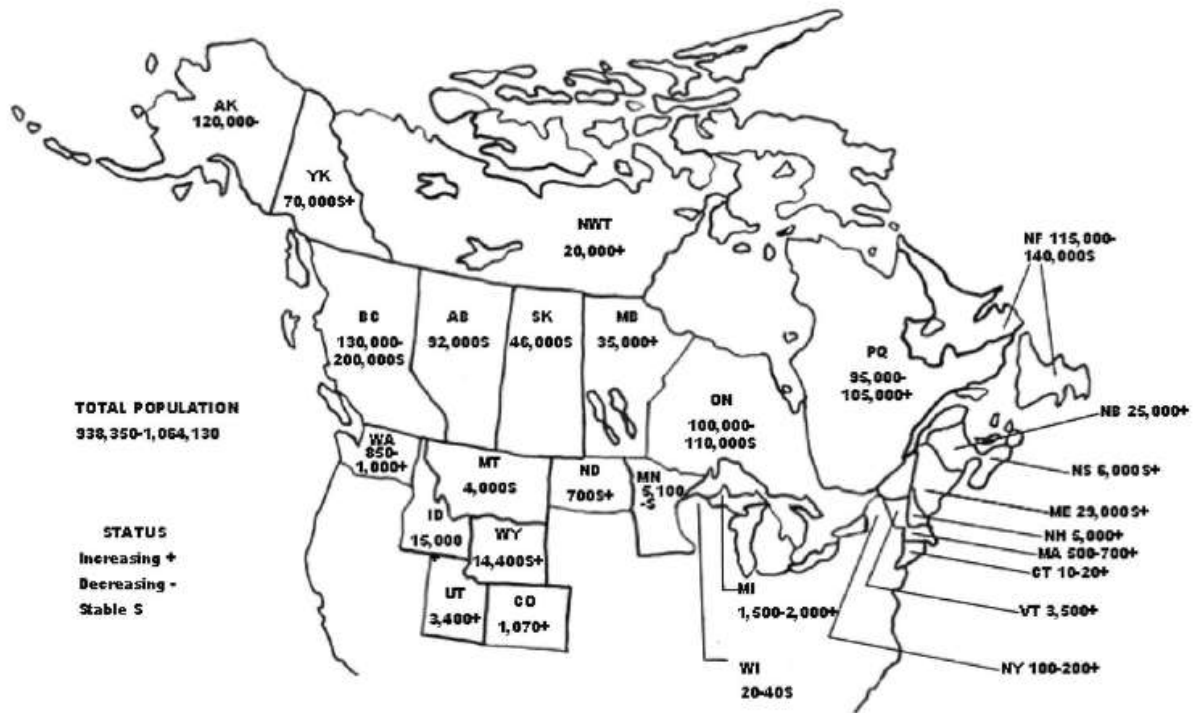 AK
120,000-
YK
70,000S+
NWT
20,000+
NF 115,000-
140,000S
BC
130,000-
200,000S
AB
92,000S
SK
46,000S
MB
35,000+
PQ
95,000-
105,000+
ON
100,000-
110,000S
NB 25,000+
TOTAL POPULATION
938,350-1,064,130
WA
850-
1,000+
MT
4,000S
ND
700S+
MN
5,100
S
NS 6,000S+
ME 29,000S+
NH 5,000+
MA 500-700+
CT 10-20+
ID
15,000
WY
14,400S+
STATUS
Increasing +
Decreasing -
Stable S
UT
3,400+
CO
1,070+
MI
1,500-2,000+
VT 3,500+
WI
20-40S
NY 100-200+